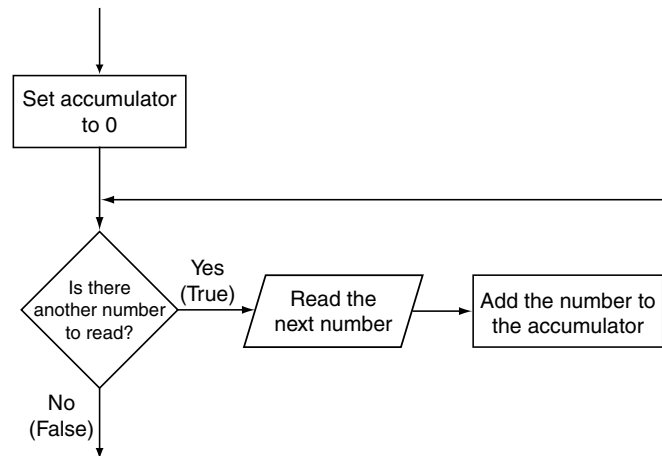 Set accumulator
to 0
Is there
another number
to read?
Yes
(True)
Read the
next number
Add the number to
the accumulator
No
(False)